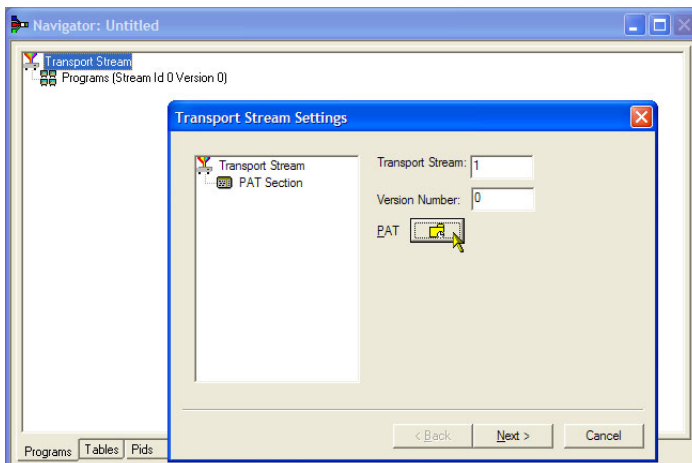 Navigator: Untitled
Transport Stream
Programs (Stream Id 0 Version 0)
Transport Stream Settings
Transport Stream
PAT Section
Transport Stream: 1
Version Number: 0
PAT
< Back Next > Cancel
Programs Tables Pids